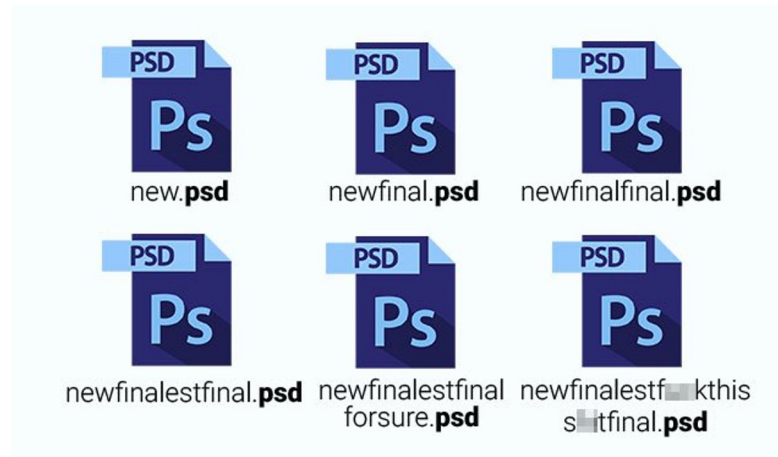 PSD
Ps
new.psd
PSD
Ps
newfinal.psd
PSD
Ps
newfinalfinal.psd
PSD
Ps
newfinalestfinal.psd
PSD
Ps
newfinalestfinal
forsure.psd
PSD
Ps